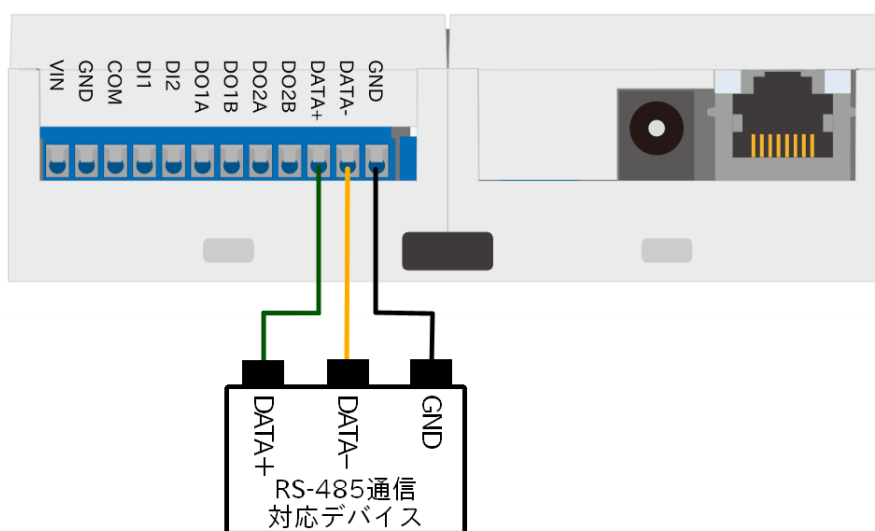 VIN
GND
COM
DI1
DI2
DO1A
DO1B
DO2A
DO2B
DATA+
DATA-
GND
DATA+
DATA-
GND
RS-485通信
対応デバイス